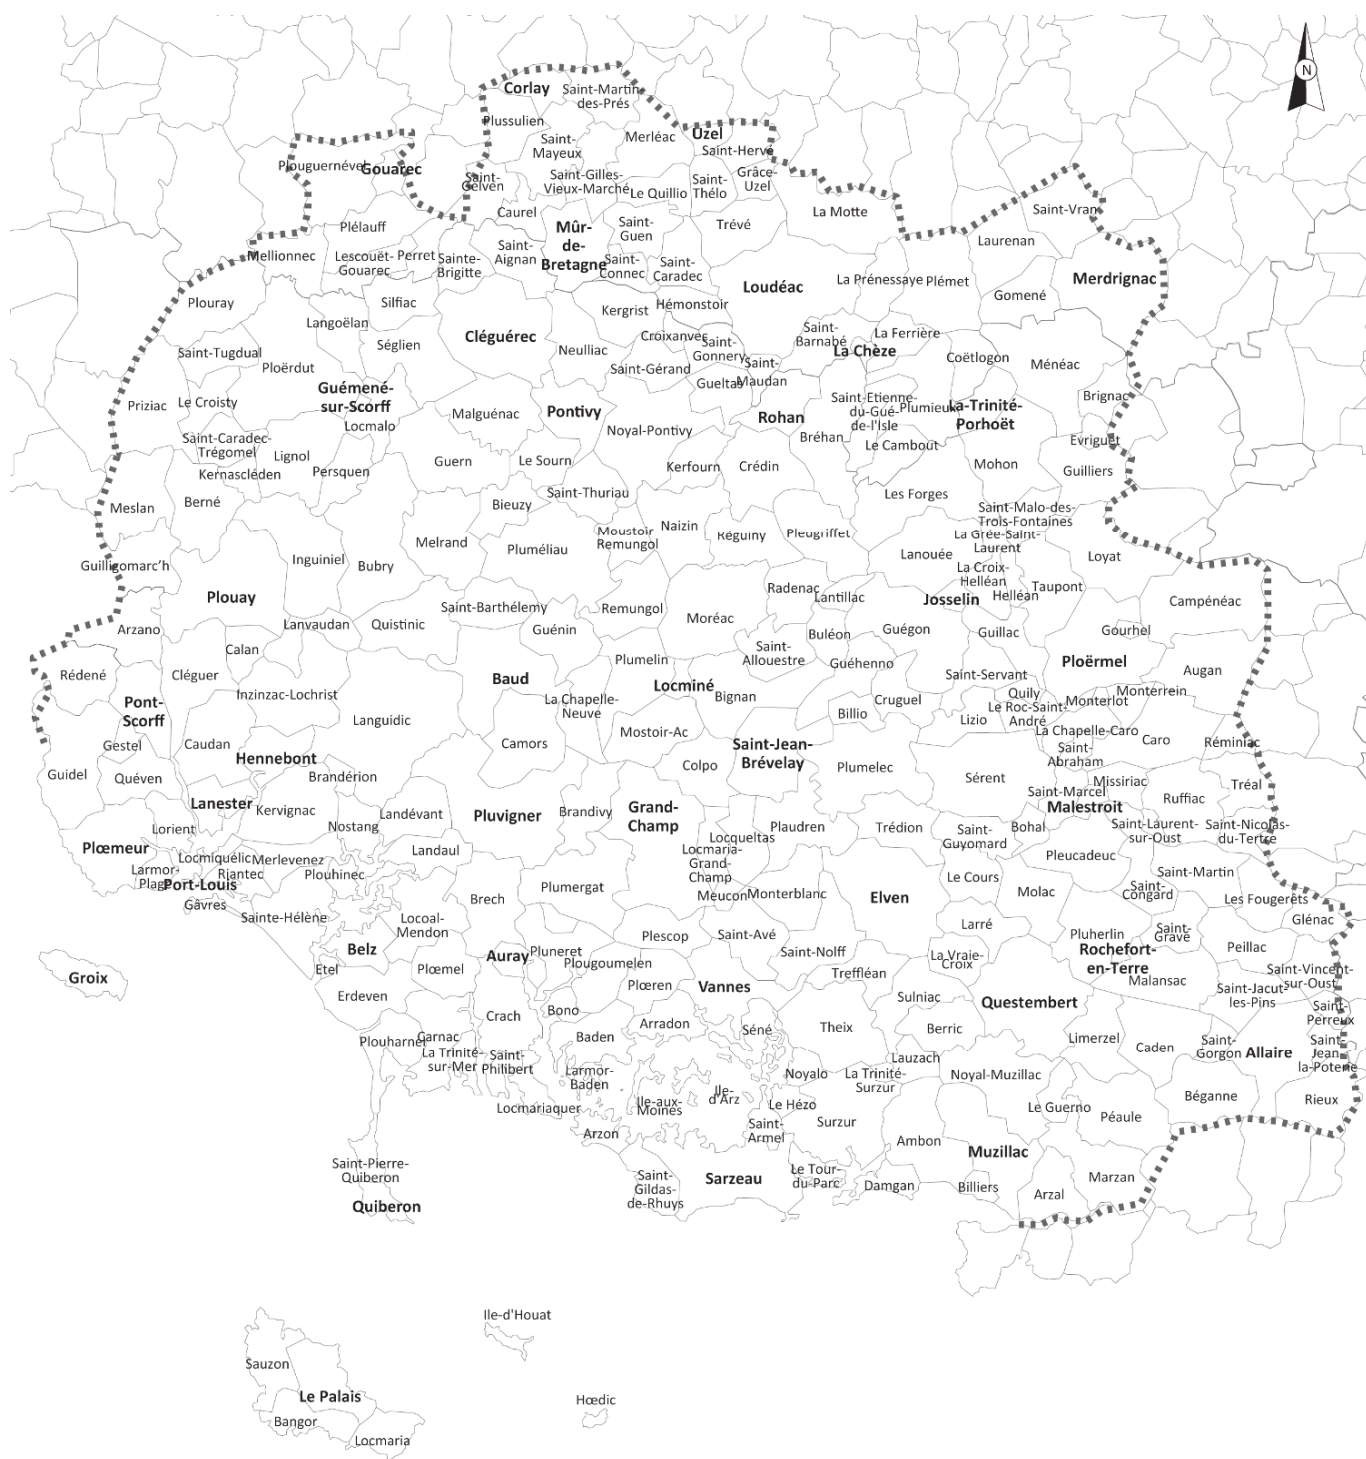 N
Corlay
Saint-Martin
des-Prés
Plussulien
Saint-
Mayeux
Merléac
Uzel
Saint-Hervé
Plouguernével
Gouarec
Saint-
Gelven
Saint-Gilles-
Vieux-Marché
Le Quillio
Saint-
Thélo
Grâce-
Uzel
Caurel
La Motte
Saint-Vran
Plélauff
Mûr-
de-
Bretagne
Saint-
Guen
Trévé
Laurenan
Mellionnec
Lescouët-
Gouarec
Perret
Sainte-
Brigitte
Saint-
Aignan
Saint-
Connec
Saint-
Caradec
Loudéac
La Prénessaye
Plémet
Gomené
Merdrignac
Plouray
Silfiac
Langoëlan
Kergrist
Hémonstoir
Cléguérec
Croixanvec
Saint-
Barnabé
La Ferrière
Séglien
Neulliac
Saint-
Gonnery
La Chèze
Coëtlogon
Ménéac
Saint-Tugdual
Ploërdut
Saint-Gérand
Saint-
Maudan
Gueltas
Guémené-
sur-Scorff
Locmalo
Priziac
Le Croisty
Malguénac
Pontivy
Rohan
Saint-Etienne-
du-Gué-
de-l'Isle
Plumieux
La-Trinité-
Porhoët
Brignac
Saint-Caradec-
Trégomel
Lignol
Noyal-Pontivy
Bréhan
Le Cambout
Evriguet
Kernascléden
Persquen
Guern
Le Sourn
Kerfourn
Crédin
Mohon
Guilliers
Meslan
Berné
Saint-Thuriau
Bieuzy
Les Forges
Saint-Malo-des-
Trois-Fontaines
Melrand
Pluméliau
Moustoir
Remungol
Naizin
Réguiny
Pleugriffet
La Grée-Saint-
Laurent
Lanouée
Loyat
Guilligomarc'h
Inguiniel
Bubry
La Croix-
Helléan
Plouay
Saint-Barthélemy
Remungol
Radenac
Lantillac
Josselin
Helléan
Taupont
Campénéac
Arzano
Lanvaudan
Quistinic
Guénin
Moréac
Buléon
Guégon
Guillac
Gourhel
Calan
Saint-
Allouestre
Rédené
Cléguer
Plumelin
Guéhenno
Ploërmel
Augan
Inzinzac-Lochrist
Baud
Locminé
Bignan
Saint-Servant
Pont-
Scorff
Languidic
La Chapelle-
Neuve
Billio
Cruguel
Quily
Le Roc-Saint-
André
Lizio
Monterlot
Monterrein
Gestel
Caudan
Hennebont
Camors
Mostoir-Ac
Saint-Jean-
Brévelay
La Chapelle-Caro
Caro
Réminiac
Saint-
Abraham
Guidel
Quéven
Brandérion
Colpo
Plumelec
Sérent
Missiriac
Saint-Marcel
Malestroit
Ruffiac
Tréal
Lanester
Kervignac
Landévant
Pluvigner
Brandivy
Grand-
Champ
Lorient
Nostang
Locqueltas
Plaudren
Trédion
Saint-
Guyomard
Bohal
Saint-Laurent-
sur-Oust
Saint-Nicolas-
du-Tertre
Plœmeur
Locmiquélic
Merlevenez
Landaul
Locmaria-
Grand-
Champ
Pleucadeuc
Larmor-
Plage
Riantec
Plouhinec
Port-Louis
Gâvres
Plumergat
Meucon
Monterblanc
Elven
Le Cours
Molac
Saint-Martin
Saint-
Congard
Les Fougerêts
Sainte-Hélène
Locoal-
Mendon
Brech
Glénac
Larré
Pluherlin
Saint-
Gravé
Plescop
Saint-Avé
Peillac
Belz
Auray
Pluneret
Plougoumelen
Saint-Nolff
La Vraie-
Croix
Rochefort-
en-Terre
Groix
Etel
Plœmel
Treffléan
Malansac
Saint-Vincent-
sur-Oust
Plœren
Vannes
Saint-Jacut-
les-Pins
Erdeven
Sulniac
Questembert
Crach
Bono
Arradon
Saint-
Perreux
Plouharnel
Carnac
Baden
Séné
Theix
Berric
Limerzel
Caden
Saint-
Gorgon
Allaire
Saint-
Jean-
la-Poterie
La Trinité-
sur-Mer
Saint-
Philibert
Lauzach
Larmor-
Baden
Noyalo
La Trinité-
Surzur
Noyal-Muzillac
Locmariaquer
Ile-aux-
Moines
Ile-
d'Arz
Le Hézo
Le Guerno
Péaule
Béganne
Rieux
Arzon
Saint-
Armel
Surzur
Ambon
Muzillac
Saint-Pierre-
Quiberon
Saint-
Gildas-
de-Rhuys
Sarzeau
Le Tour-
du-Parc
Damgan
Billiers
Arzal
Marzan
Quiberon
Ile-d'Houat
Sauzon
Le Palais
Hœdic
Bangor
Locmaria